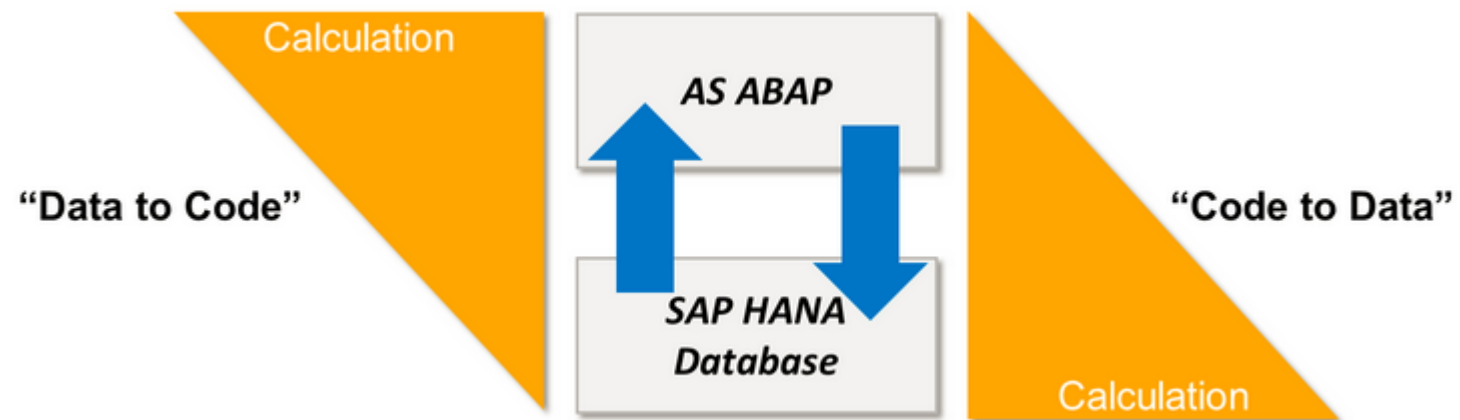 Calculation
AS ABAP
“Data to Code”
“Code to Data”
SAP HANA
Database
Calculation